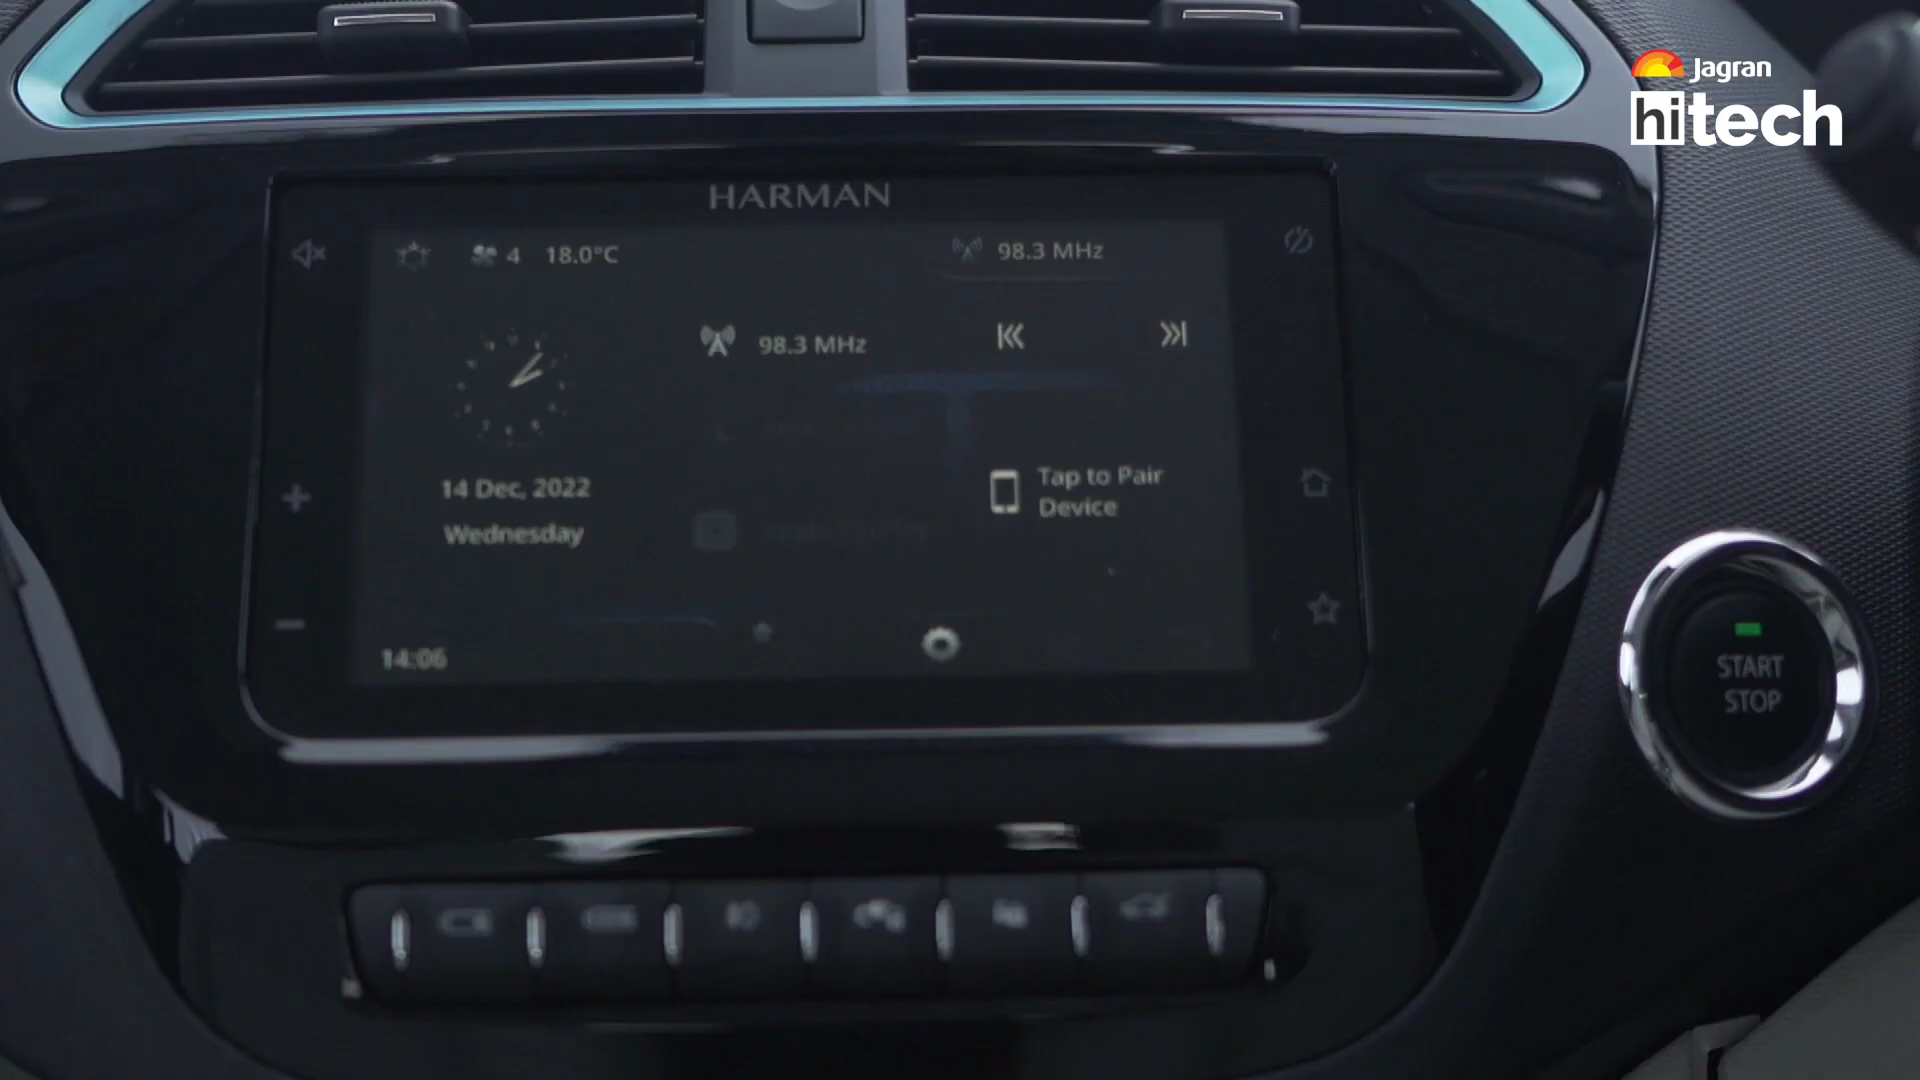 Jagran
hitech
HARMAN
4 18.0°C
98.3 MHz
98.3 MHz
14 Dec, 2022
Wednesday
Tap to Pair
Device
14:06
START
STOP